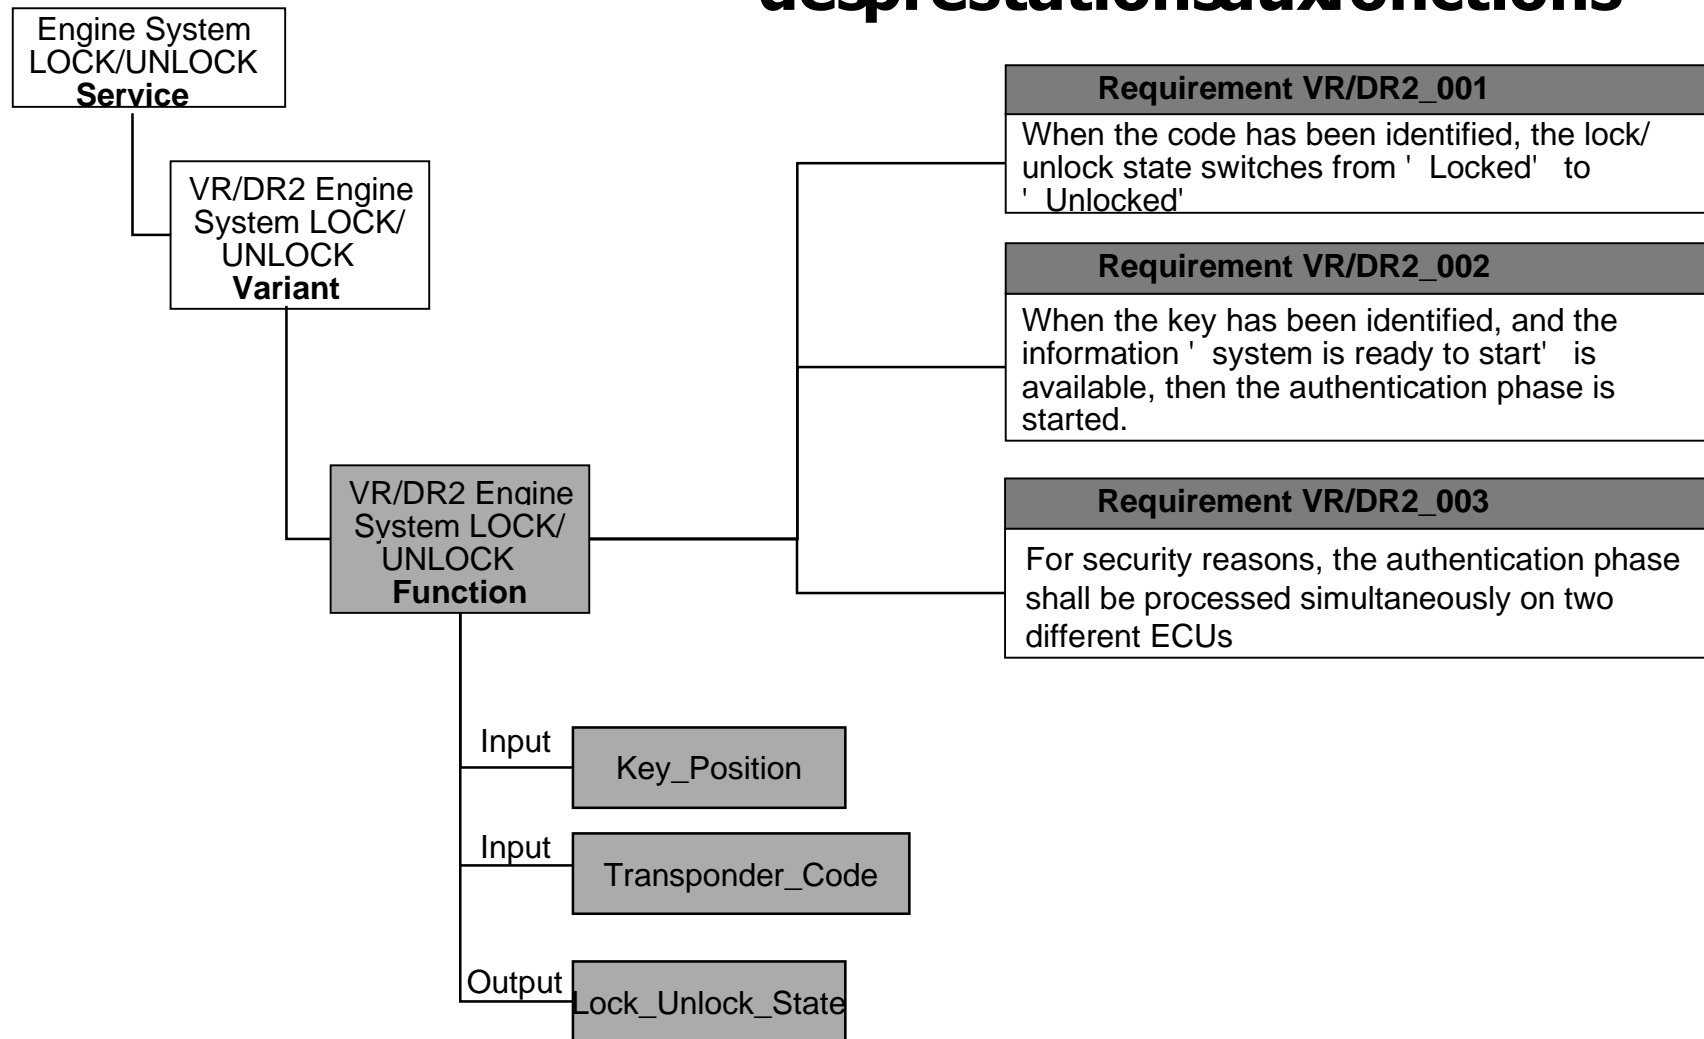 des prestations aux fonctions
Engine System
LOCK/UNLOCK
Service
VR/DR2 Engine
System LOCK/
UNLOCK
Variant
VR/DR2 Engine
System LOCK/
UNLOCK
Function
Requirement VR/DR2_001
When the code has been identified, the lock/
unlock state switches from ' Locked' to
' Unlocked'
Requirement VR/DR2_002
When the key has been identified, and the
information ' system is ready to start' is
available, then the authentication phase is
started.
Requirement VR/DR2_003
For security reasons, the authentication phase
shall be processed simultaneously on two
different ECUs
Input
Key_Position
Input
Transponder_Code
Output
Lock_Unlock_State